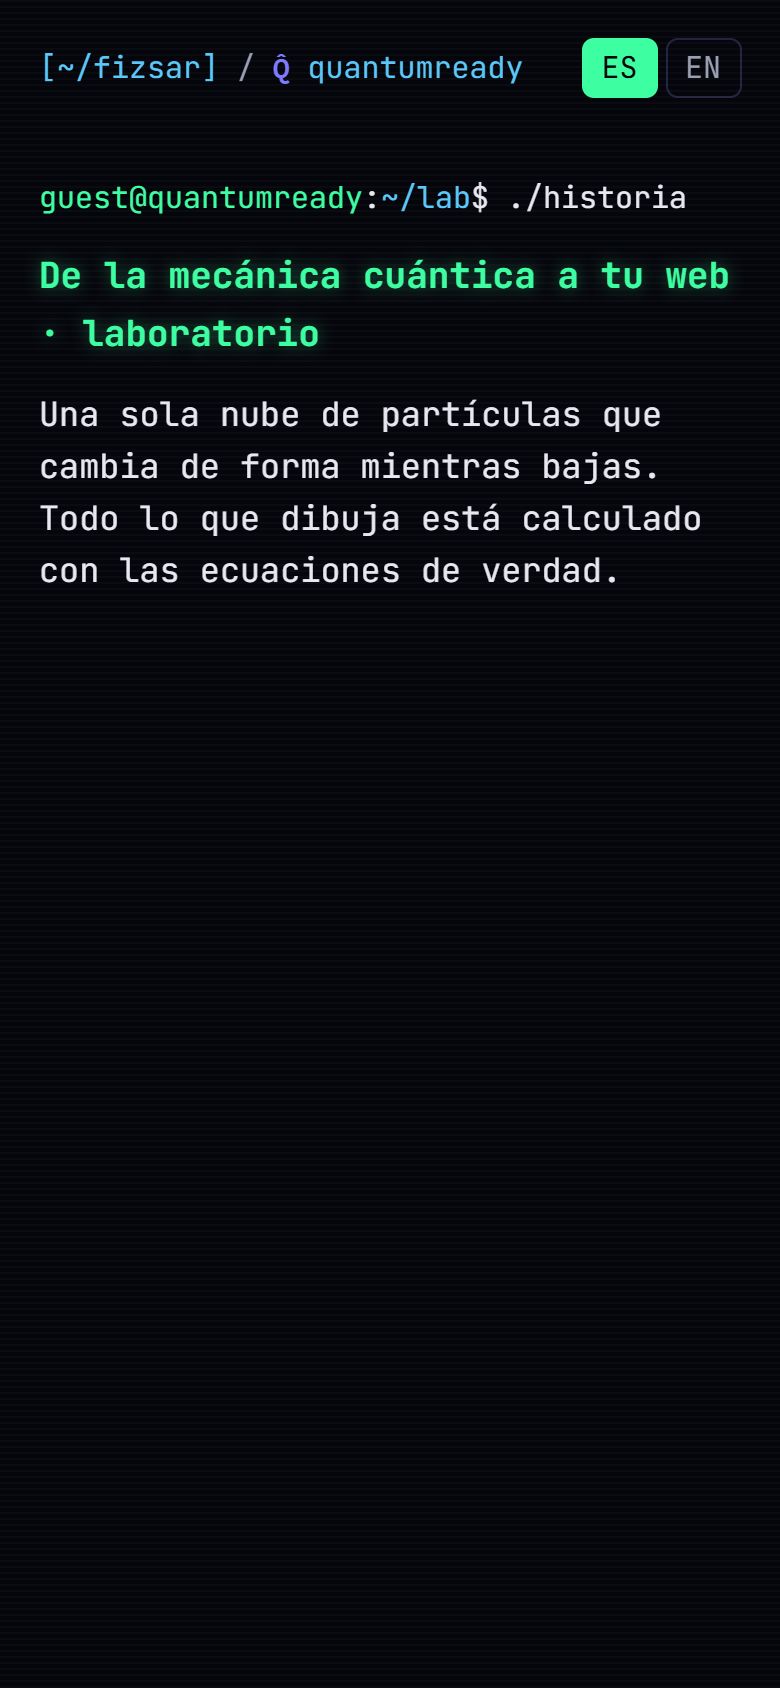 [~/fizsar] / Q̂ quantumready ES EN
guest@quantumready:~/lab$ ./historia
De la mecánica cuántica a tu web
· laboratorio
Una sola nube de partículas que
cambia de forma mientras bajas.
Todo lo que dibuja está calculado
con las ecuaciones de verdad.